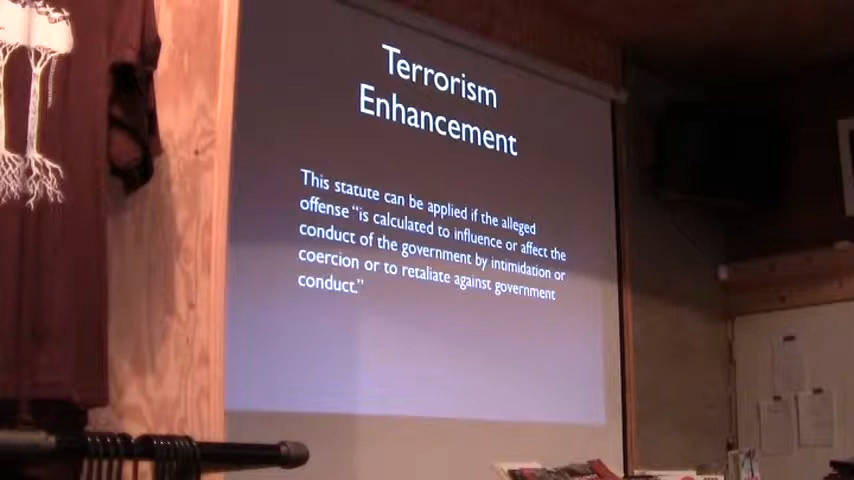 Terrorism
Enhancement
This statute can be applied if the alleged
offense “is calculated to influence or affect the
conduct of the government by intimidation or
coercion or to retaliate against government
conduct.”